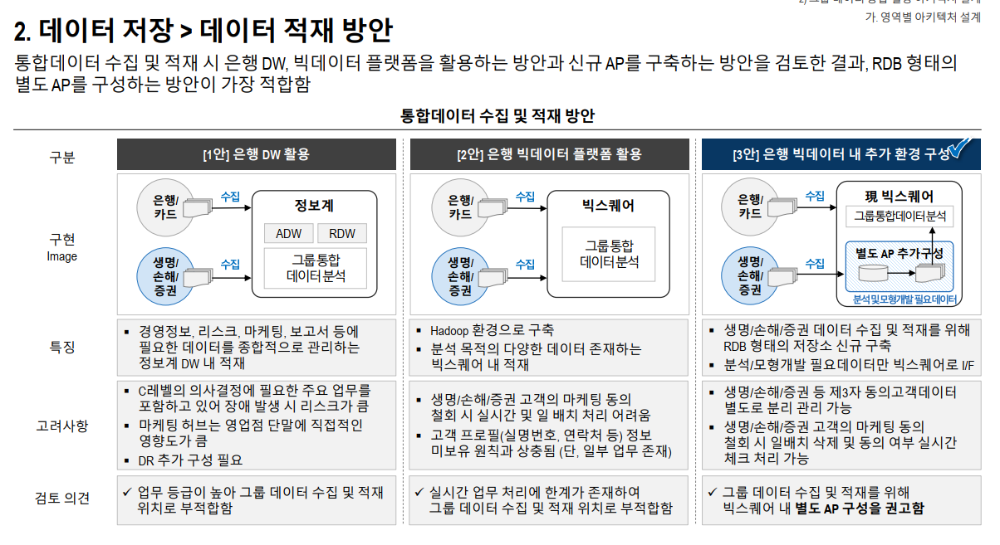 가. 영역별 아키텍처 설계
2. 데이터 저장 > 데이터 적재 방안
통합데이터 수집 및 적재 시 은행 DW, 빅데이터 플랫폼을 활용하는 방안과 신규 AP를 구축하는 방안을 검토한 결과, RDB 형태의
별도 AP를 구성하는 방안이 가장 적합함
통합데이터 수집 및 적재 방안
구분
[1안] 은행 DW 활용
[2안] 은행 빅데이터 플랫폼 활용
[3안] 은행 빅데이터 내 추가 환경 구성
구현
Image
은행/
카드
수집
생명/
손해/
증권
수집
정보계
ADW
RDW
그룹통합
데이터분석
은행/
카드
수집
생명/
손해/
증권
수집
빅스퀘어
그룹통합
데이터분석
은행/
카드
수집
생명/
손해/
증권
수집
現 빅스퀘어
그룹통합데이터분석
별도 AP 추가구성
분석 및 모형개발 필요데이터
특징
▪ 경영정보, 리스크, 마케팅, 보고서 등에
필요한 데이터를 종합적으로 관리하는
정보계 DW 내 적재
▪ Hadoop 환경으로 구축
▪ 분석 목적의 다양한 데이터 존재하는
빅스퀘어 내 적재
▪ 생명/손해/증권 데이터 수집 및 적재를 위해
RDB 형태의 저장소 신규 구축
▪ 분석/모형개발 필요데이터만 빅스퀘어로 I/F
고려사항
▪ C레벨의 의사결정에 필요한 주요 업무를
포함하고 있어 장애 발생 시 리스크가 큼
▪ 마케팅 허브는 영업점 단말에 직접적인
영향도가 큼
▪ DR 추가 구성 필요
▪ 생명/손해/증권 고객의 마케팅 동의
철회 시 실시간 및 일 배치 처리 어려움
▪ 고객 프로필(실명번호, 연락처 등) 정보
미보유 원칙과 상충됨 (단, 일부 업무 존재)
▪ 생명/손해/증권 등 제3자 동의고객데이터
별도로 분리 관리 가능
▪ 생명/손해/증권 고객의 마케팅 동의
철회 시 일배치 삭제 및 동의 여부 실시간
체크 처리 가능
검토 의견
✓ 업무 등급이 높아 그룹 데이터 수집 및 적재
위치로 부적합함
✓ 실시간 업무 처리에 한계가 존재하여
그룹 데이터 수집 및 적재 위치로 부적합함
✓ 그룹 데이터 수집 및 적재를 위해
빅스퀘어 내 별도 AP 구성을 권고함